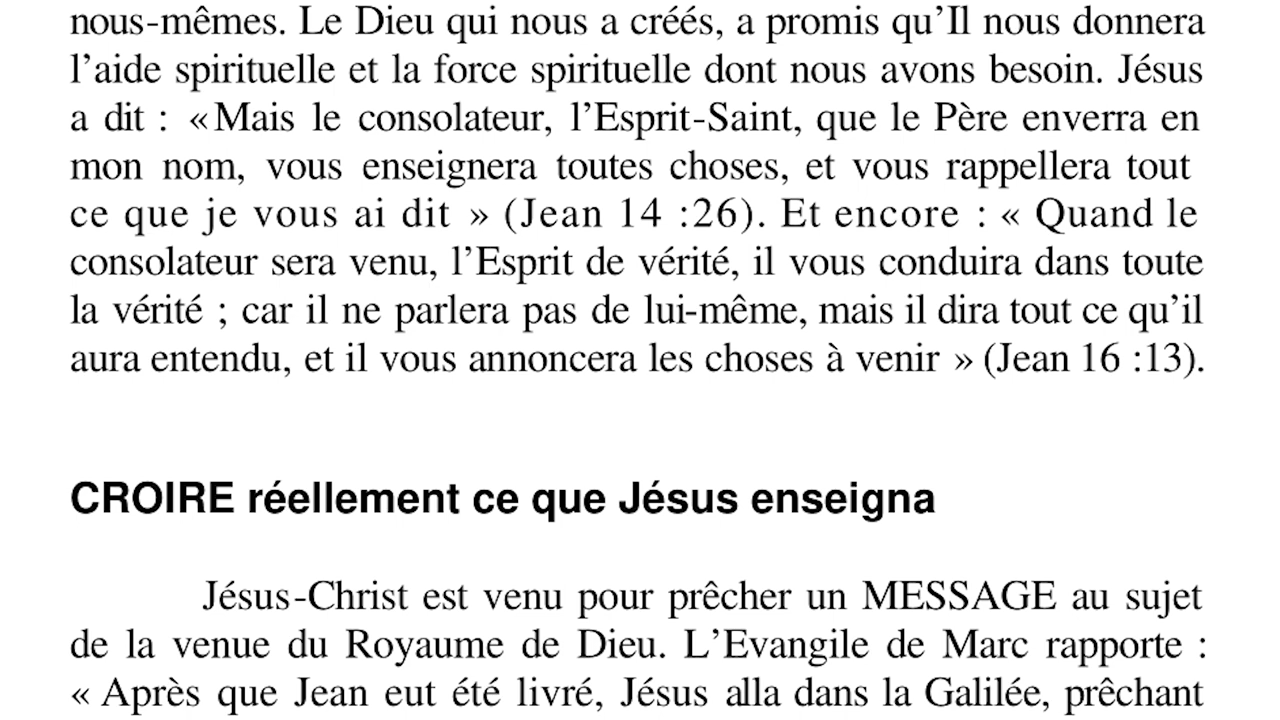 nous-mêmes. Le Dieu qui nous a créés, a promis qu’Il nous donnera
l’aide spirituelle et la force spirituelle dont nous avons besoin. Jésus
a dit : « Mais le consolateur, l’Esprit-Saint, que le Père enverra en
mon nom, vous enseignera toutes choses, et vous rappellera tout
ce que je vous ai dit » (Jean 14 :26). Et encore : « Quand le
consolateur sera venu, l’Esprit de vérité, il vous conduira dans toute
la vérité ; car il ne parlera pas de lui-même, mais il dira tout ce qu’il
aura entendu, et il vous annoncera les choses à venir » (Jean 16 :13).
CROIRE réellement ce que Jésus enseigna
Jésus-Christ est venu pour prêcher un MESSAGE au sujet
de la venue du Royaume de Dieu. L’Evangile de Marc rapporte :
« Après que Jean eut été livré, Jésus alla dans la Galilée, prêchant